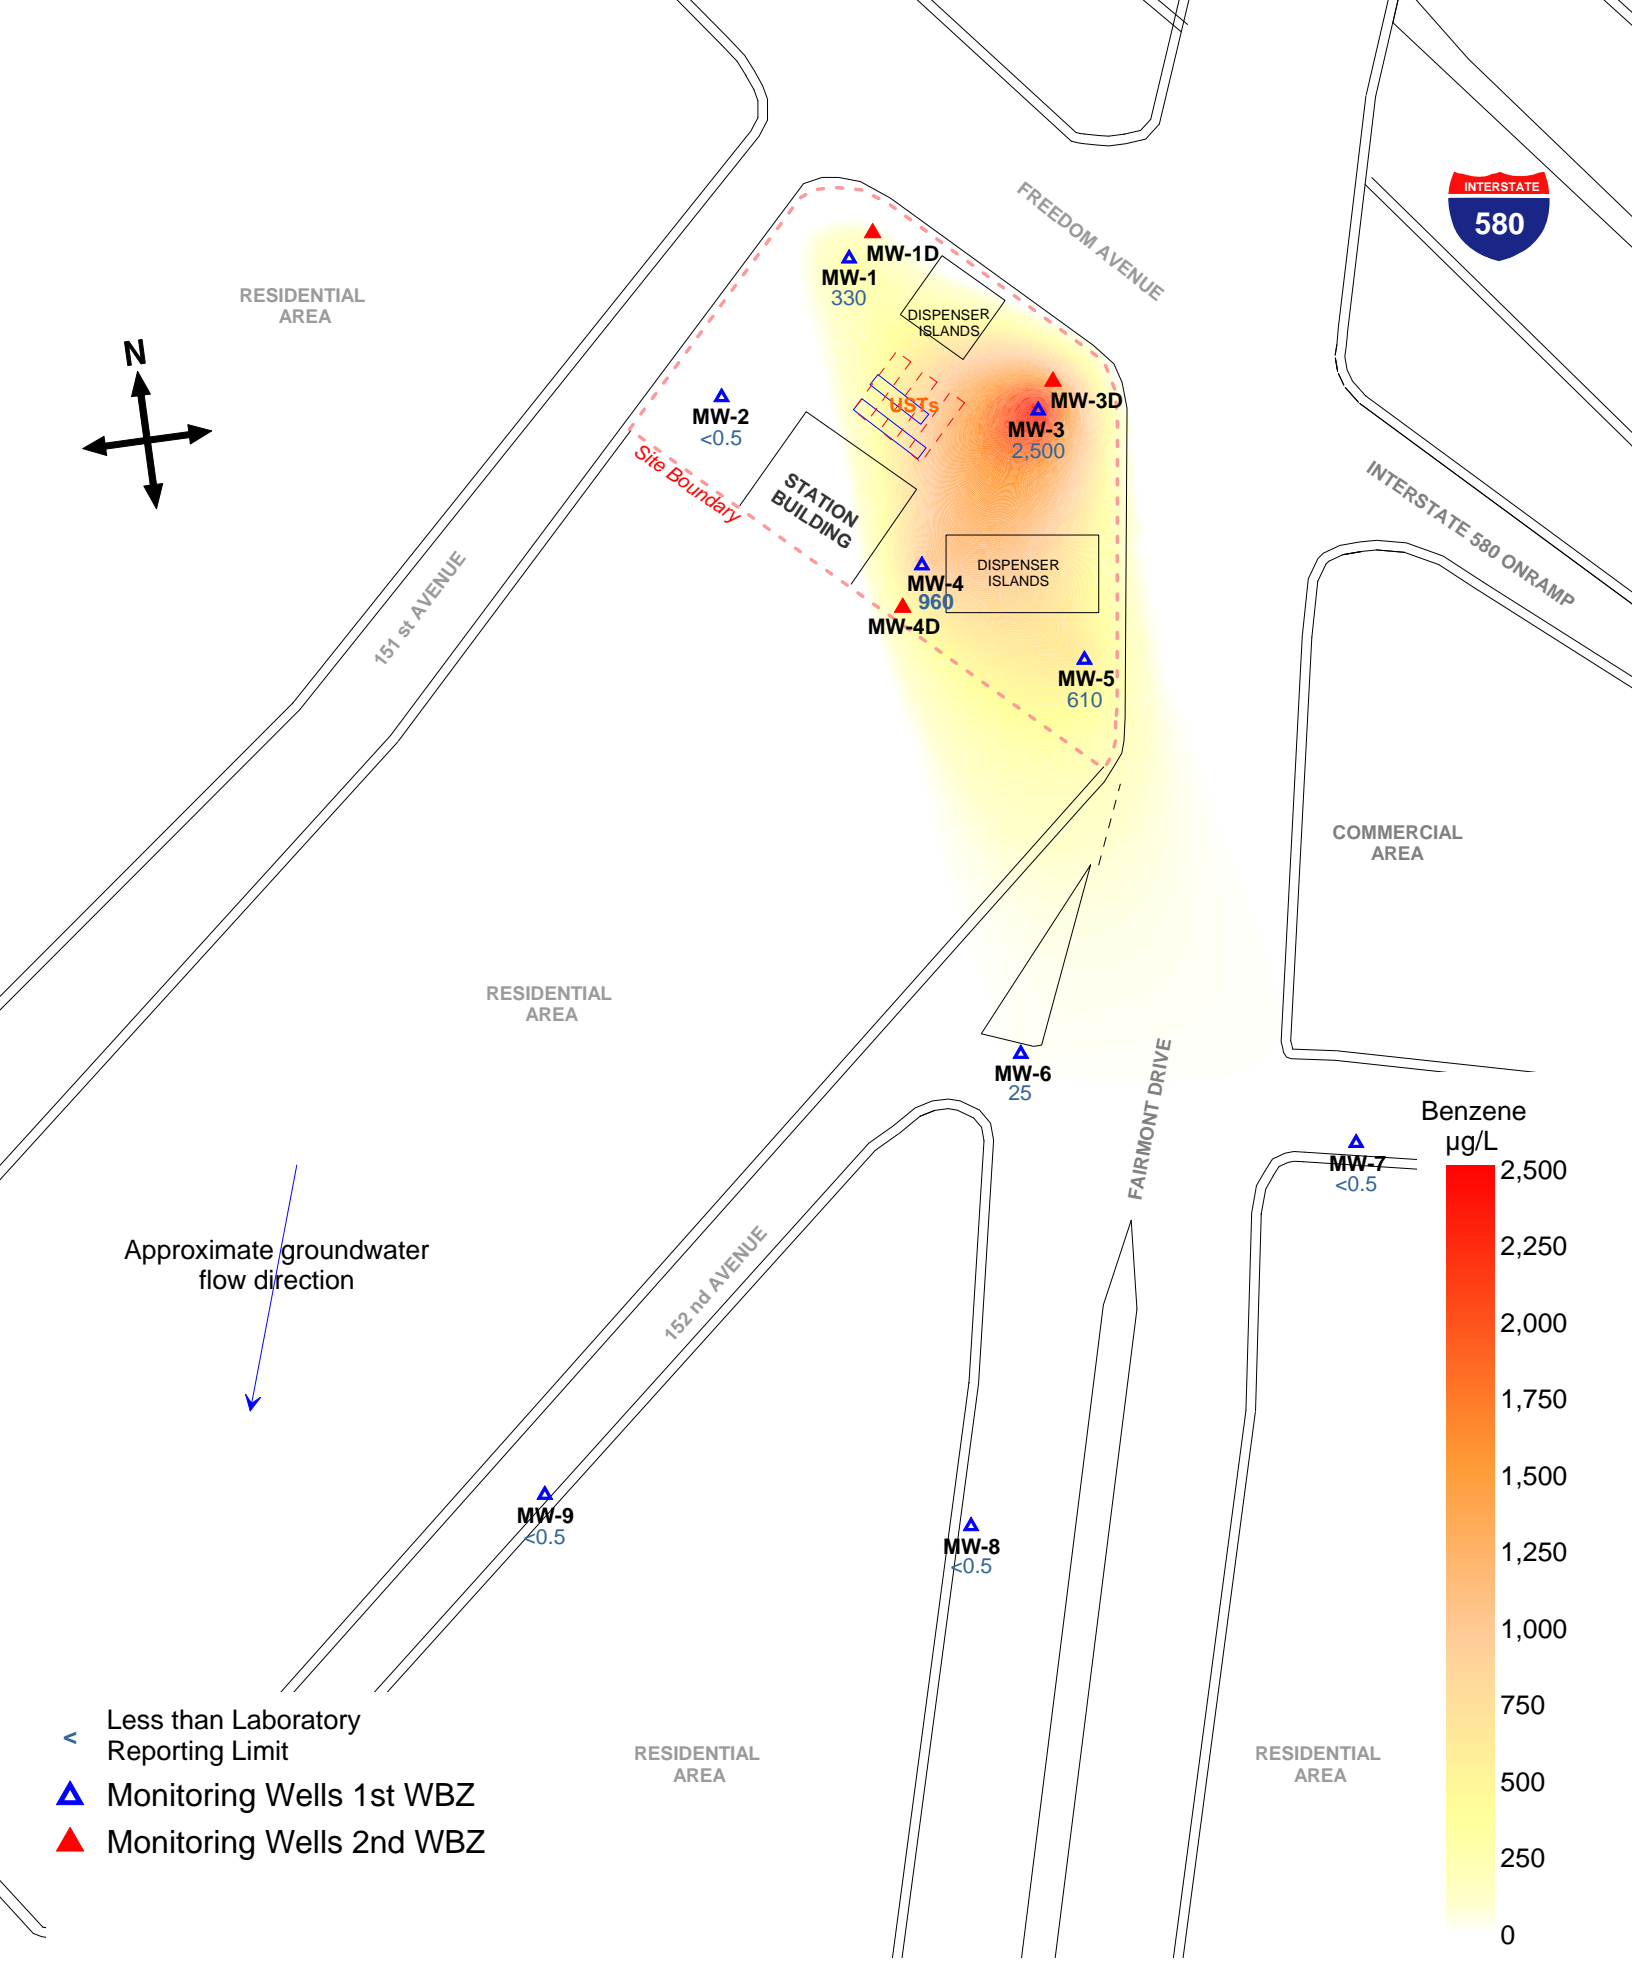 FREEDOM AVENUE
INTERSTATE
580
MW-1D
MW-1
330
RESIDENTIAL
AREA
DISPENSER
ISLANDS
N
USTs
MW-3D
MW-3
2,500
MW-2
<0.5
Site Boundary
STATION
BUILDING
INTERSTATE 580 ONRAMP
DISPENSER
ISLANDS
MW-4
960
MW-4D
151 st AVENUE
MW-5
610
COMMERCIAL
AREA
RESIDENTIAL
AREA
MW-6
25
FAIRMONT DRIVE
MW-7
<0.5
Approximate groundwater
flow direction
152 nd AVENUE
MW-9
<0.5
MW-8
<0.5
Benzene
µg/L
2,500
2,250
2,000
1,750
1,500
1,250
1,000
750
500
250
0
RESIDENTIAL
AREA
RESIDENTIAL
AREA
< Less than Laboratory
Reporting Limit
Monitoring Wells 1st WBZ
Monitoring Wells 2nd WBZ